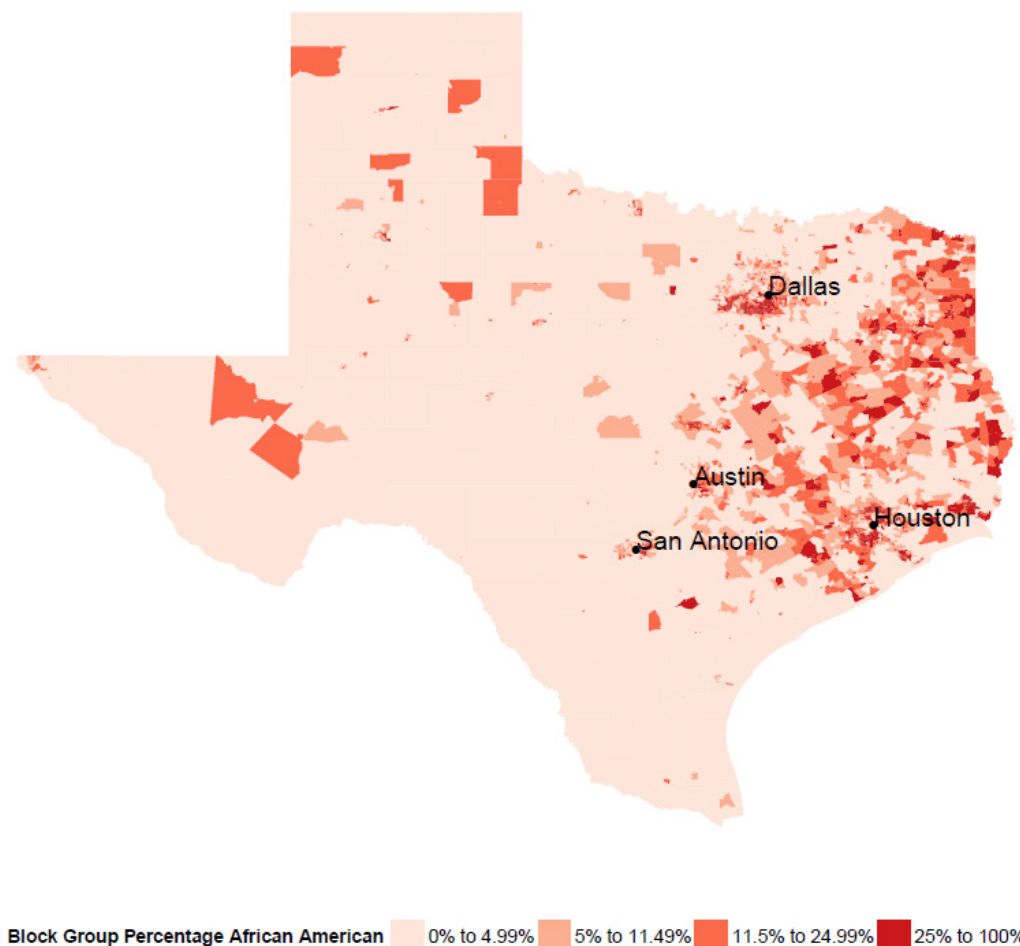 Dallas
Austin
Houston
San Antonio
Block Group Percentage African American 0% to 4.99% 5% to 11.49% 11.5% to 24.99% 25% to 100%